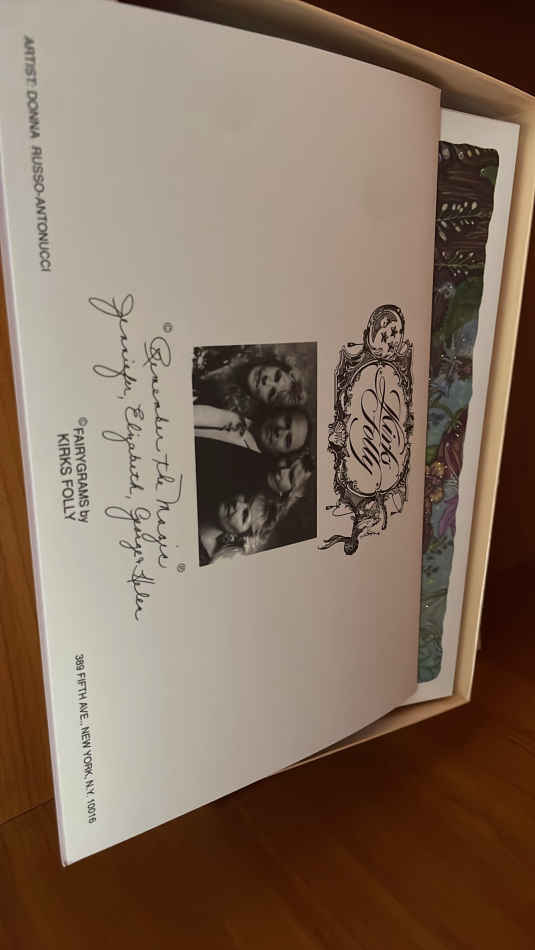 Kirks
Folly
© Remember the Magic ®
Jennifer, Elizabeth, George & Helen
© FAIRYGRAMS by
KIRKS FOLLY
ARTIST: DONNA RUSSO-ANTONUCCI
389 FIFTH AVE., NEW YORK, N.Y. 10016